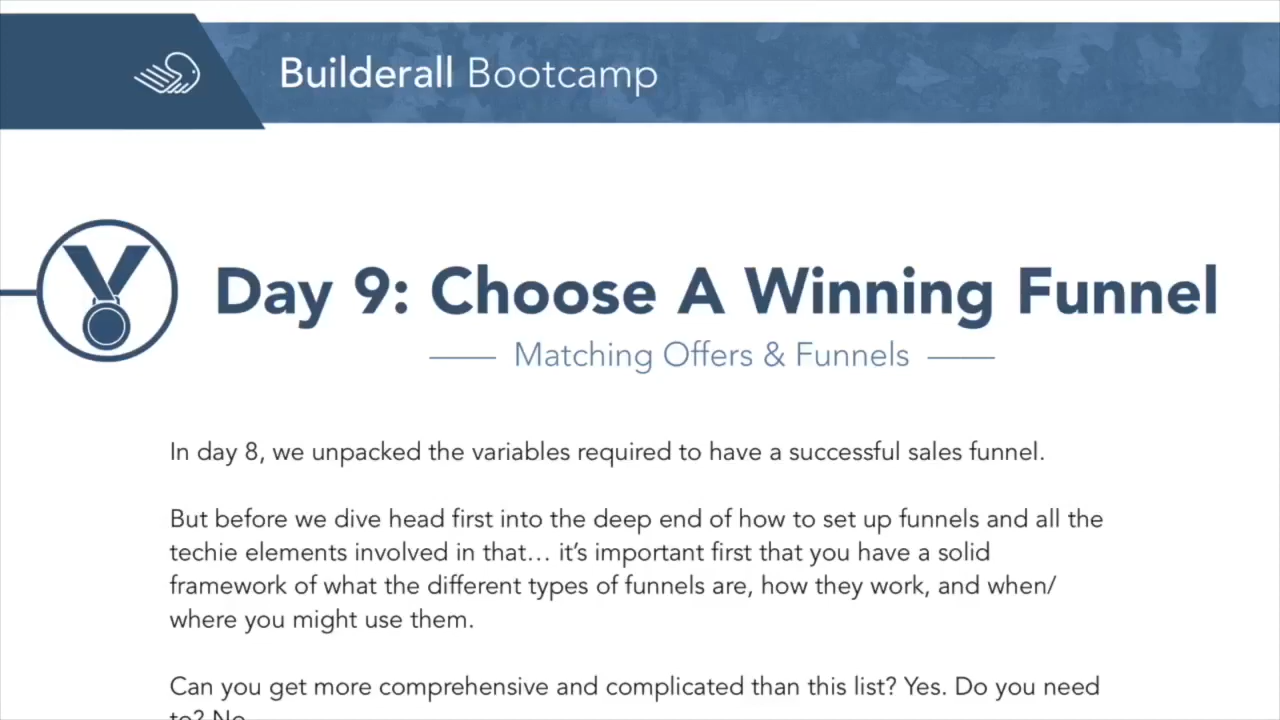 Builderall Bootcamp
Day 9: Choose A Winning Funnel
Matching Offers & Funnels
In day 8, we unpacked the variables required to have a successful sales funnel.
But before we dive head first into the deep end of how to set up funnels and all the
techie elements involved in that... it’s important first that you have a solid
framework of what the different types of funnels are, how they work, and when/
where you might use them.
Can you get more comprehensive and complicated than this list? Yes. Do you need
to? No